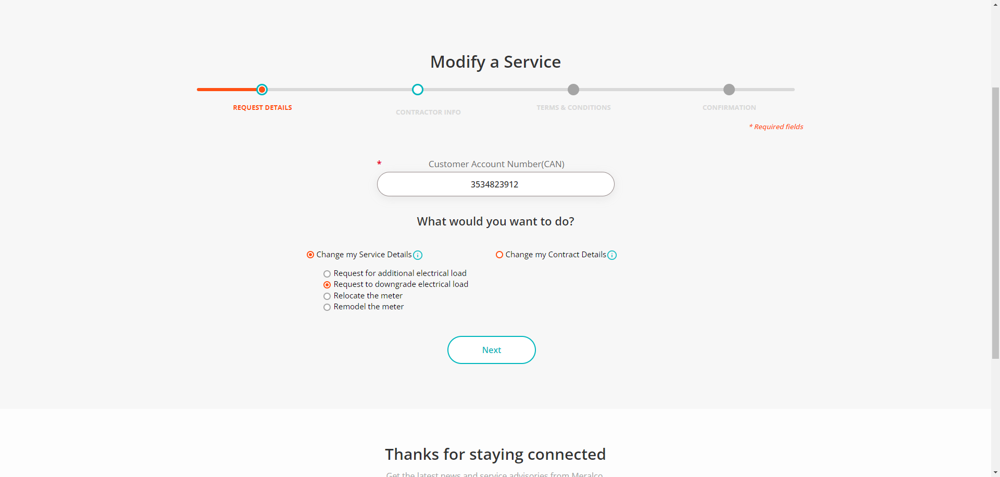 Modify a Service
REQUEST DETAILS
CONTRACTOR INFO
TERMS & CONDITIONS
CONFIRMATION
* Required fields
* Customer Account Number(CAN)
3534823912
What would you want to do?
Change my Service Details
Change my Contract Details
Request for additional electrical load
Request to downgrade electrical load
Relocate the meter
Remodel the meter
Next
Thanks for staying connected
Get the latest news and service advisories from Meralco